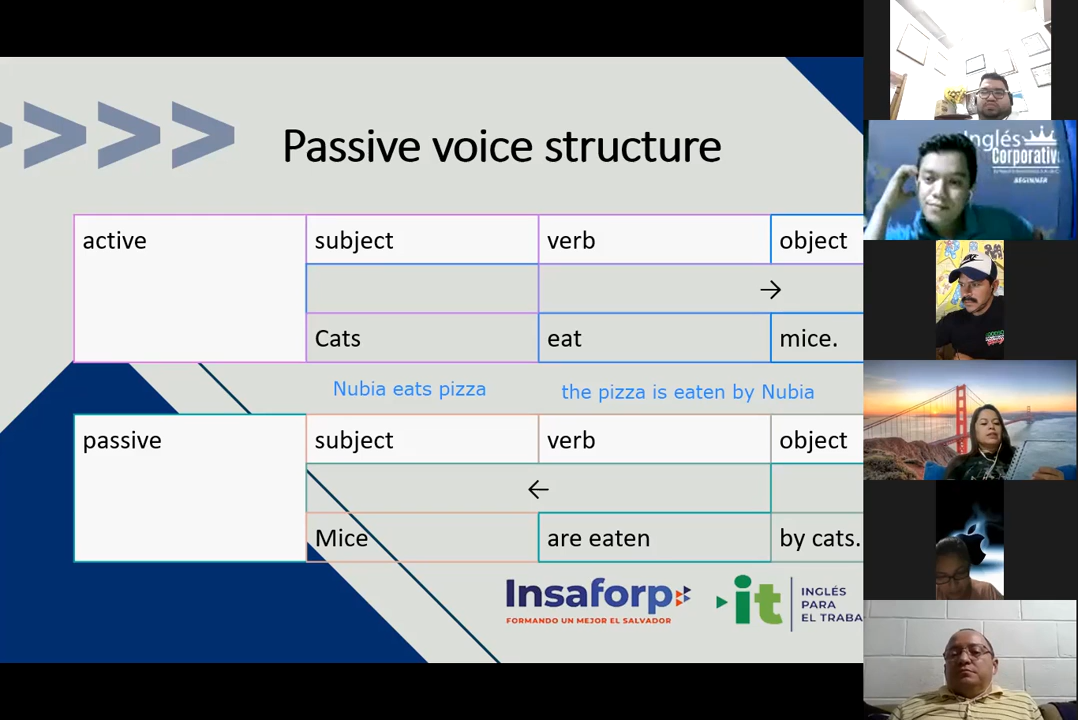 Passive voice structure
active subject verb object
→
Cats eat mice.
Nubia eats pizza the pizza is eaten by Nubia
passive subject verb object
←
Mice are eaten by cats.
Insaforp
FORMANDO UN MEJOR EL SALVADOR
it INGLÉS
PARA
EL TRABA
Inglés
Corporativ
BEGINNER